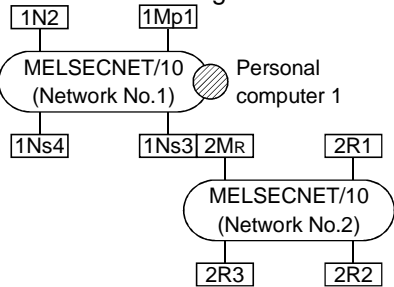 1N2
1Mp1
MELSECNET/10
(Network No.1)
Personal
computer 1
1Ns4
1Ns3
2MR
2R1
MELSECNET/10
(Network No.2)
2R3
2R2